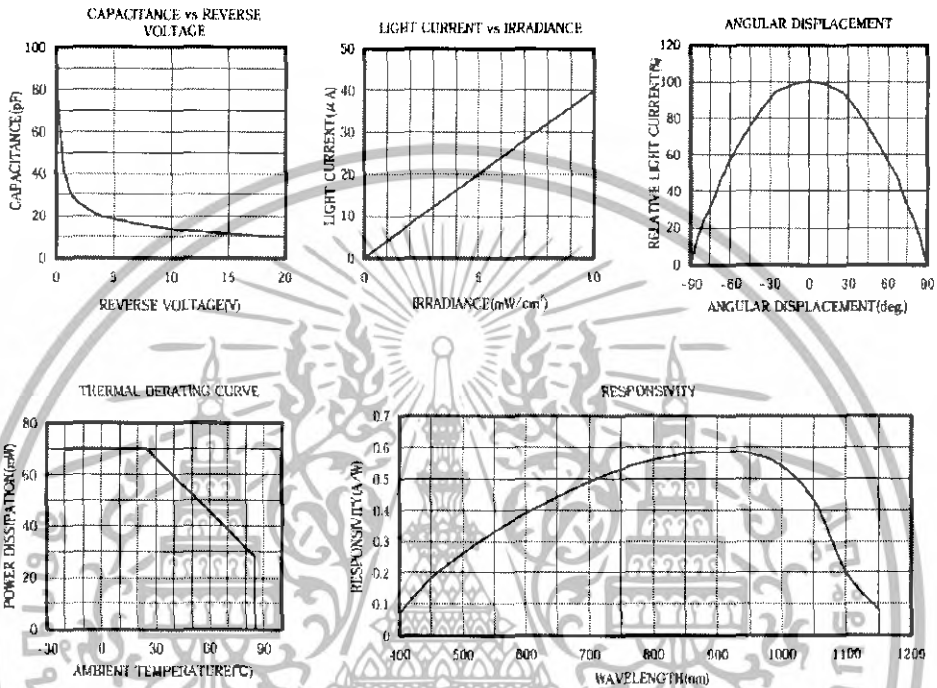 CAPACITANCE vs REVERSE
VOLTAGE
100
80
60
40
20
0
CAPACITANCE(pF)
0 5 10 15 20
REVERSE VOLTAGE(V)
LIGHT CURRENT vs IRRADIANCE
50
40
30
20
10
0
LIGHT CURRENT(μA)
0 5 10
IRRADIANCE(mW/cm²)
ANGULAR DISPLACEMENT
120
100
80
60
40
20
0
RELATIVE LIGHT CURRENT(%)
-90 -60 -30 0 30 60 90
ANGULAR DISPLACEMENT(deg.)
THERMAL DERATING CURVE
80
60
40
20
0
POWER DISSIPATION(mW)
-30 0 30 60 90
AMBIENT TEMPERATURE(℃)
RESPONSIVITY
0.7
0.6
0.5
0.4
0.3
0.2
0.1
0
RESPONSIVITY(A/W)
400 500 600 700 800 900 1000 1100 1200
WAVELENGTH(nm)